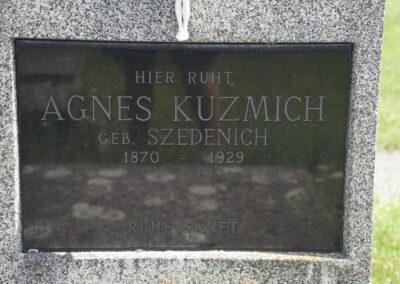 HIER RUHT
AGNES KUZMICH
GEB. SZEDENICH
1870 - 1929
RUHE SANFT